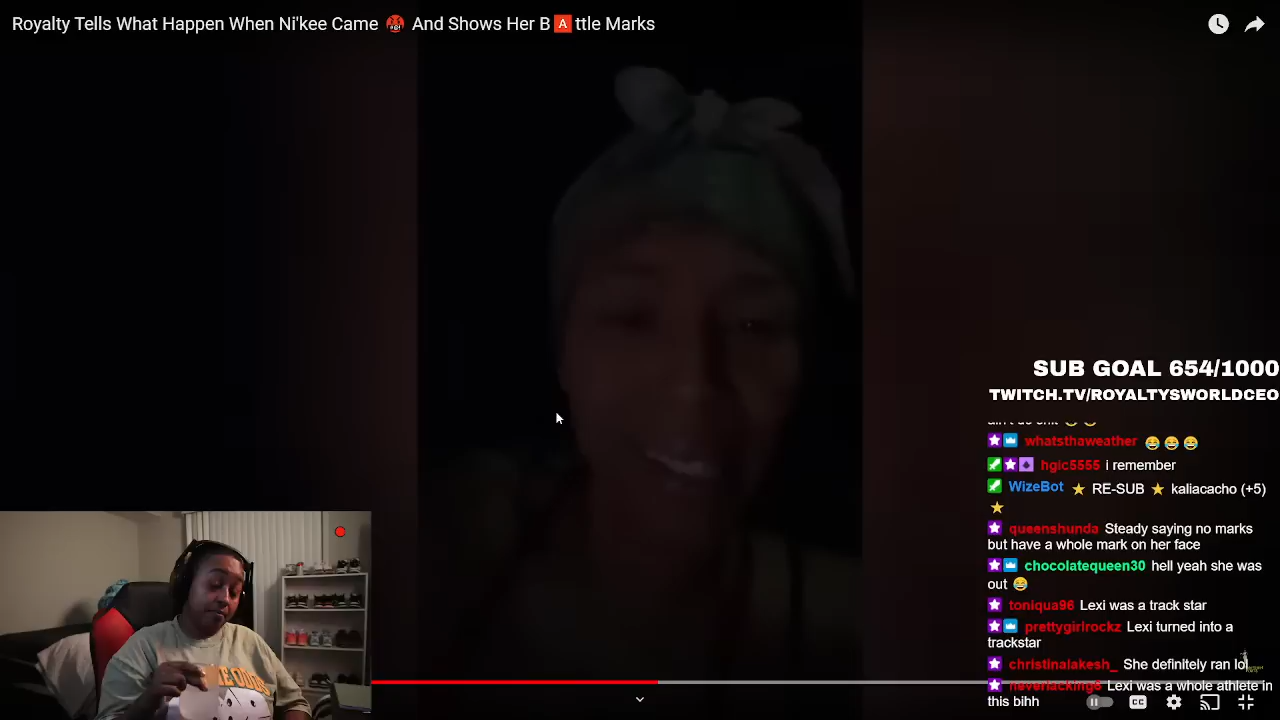 Royalty Tells What Happen When Ni'kee Came 🤬 And Shows Her B🅰️ttle Marks
SUB GOAL 654/1000
TWITCH.TV/ROYALTYSWORLDCEO
whatsthaweather 😂 😂 😂
hgic5555 i remember
WizeBot ⭐ RE-SUB ⭐ kaliacacho (+5)
⭐
queenshunda Steady saying no marks
but have a whole mark on her face
chocolatequeen30 hell yeah she was
out 😂
toniqua96 Lexi was a track star
prettygirlrockz Lexi turned into a
trackstar
christinalakesh_ She definitely ran lol
neverlacking6 Lexi was a whole athlete in
this bihh
CC